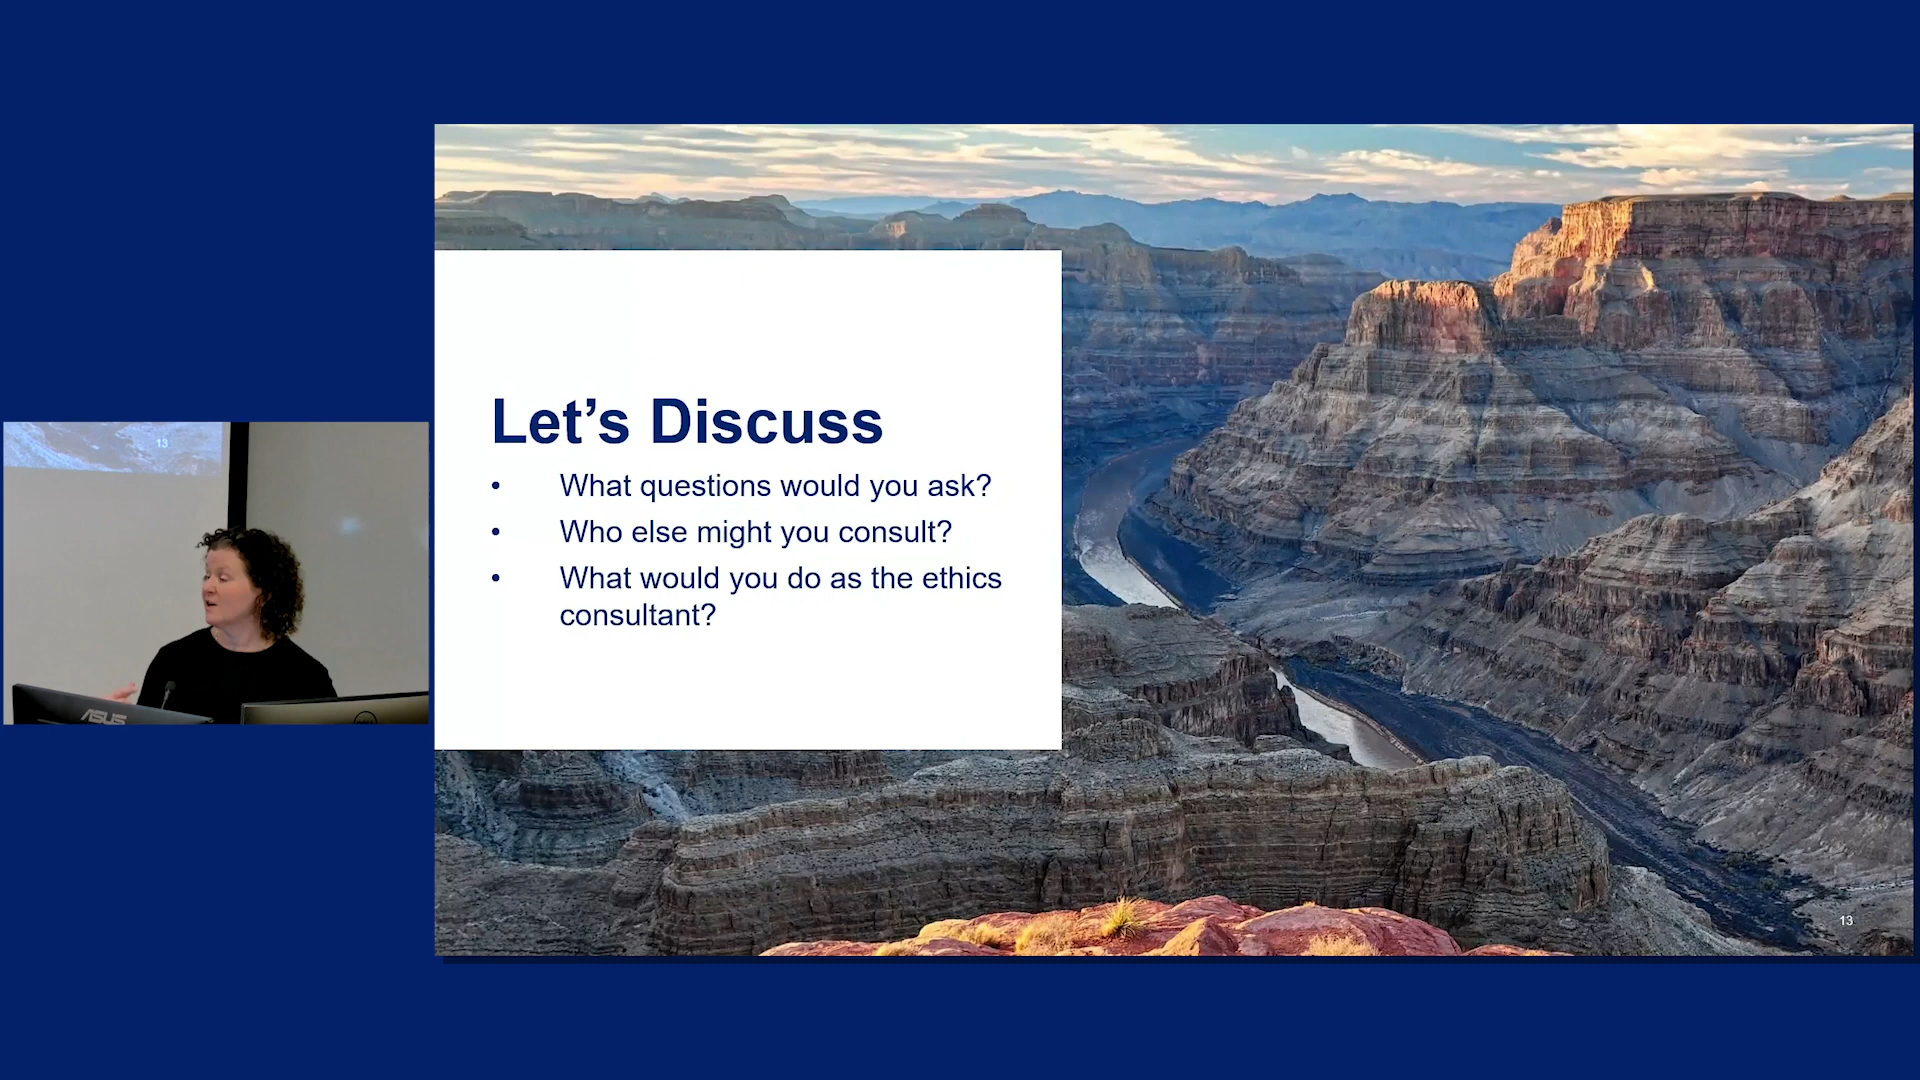 Let’s Discuss
• What questions would you ask?
• Who else might you consult?
• What would you do as the ethics
consultant?
13
13
ASUS
DELL